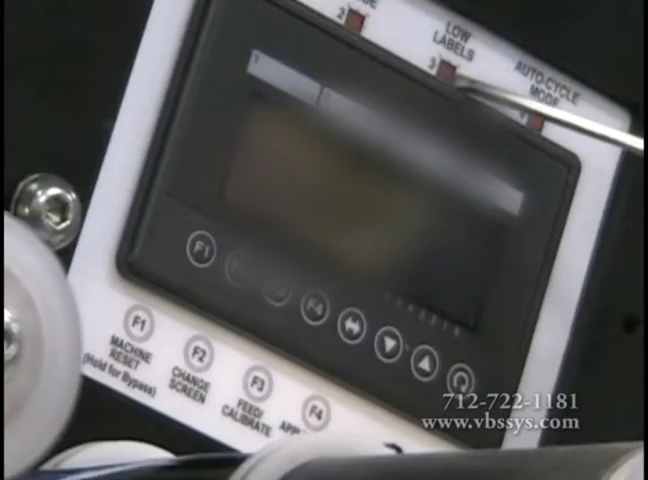 2
3
LOW
LABELS
AUTO-CYCLE
MODE
F1
F4
F1
MACHINE
RESET
(Hold for Bypass)
F2
CHANGE
SCREEN
F3
FEED/
CALIBRATE
F4
712-722-1181
www.vbssys.com